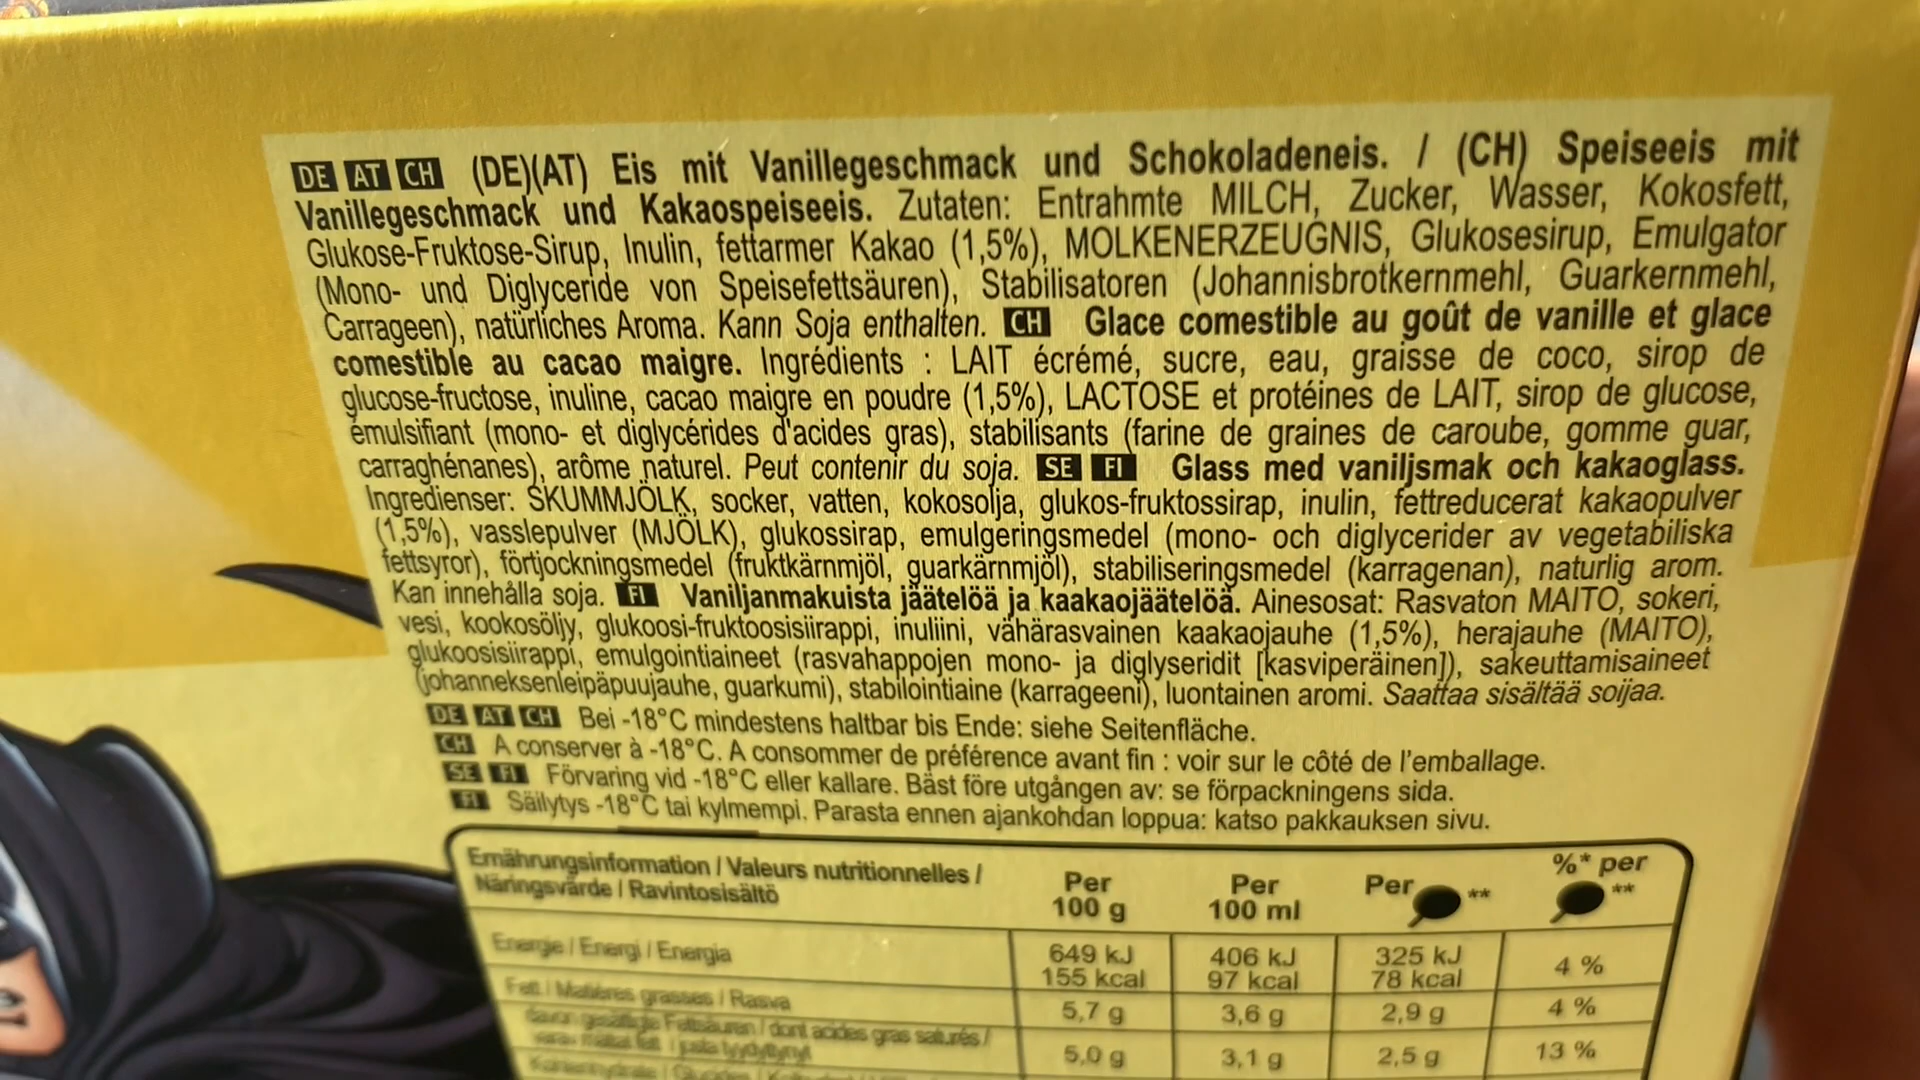 DE AT CH (DE)(AT) Eis mit Vanillegeschmack und Schokoladeneis. / (CH) Speiseeis mit
Vanillegeschmack und Kakaospeiseeis. Zutaten: Entrahmte MILCH, Zucker, Wasser, Kokosfett,
Glukose-Fruktose-Sirup, Inulin, fettarmer Kakao (1,5%), MOLKENERZEUGNIS, Glukosesirup, Emulgator
(Mono- und Diglyceride von Speisefettsäuren), Stabilisatoren (Johannisbrotkernmehl, Guarkernmehl,
Carrageen), natürliches Aroma. Kann Soja enthalten. CH Glace comestible au goût de vanille et glace
comestible au cacao maigre. Ingrédients : LAIT écrémé, sucre, eau, graisse de coco, sirop de
glucose-fructose, inuline, cacao maigre en poudre (1,5%), LACTOSE et protéines de LAIT, sirop de glucose,
émulsifiant (mono- et diglycérides d'acides gras), stabilisants (farine de graines de caroube, gomme guar,
carraghénanes), arôme naturel. Peut contenir du soja. SE FI Glass med vaniljsmak och kakaoglass.
Ingredienser: SKUMMJÖLK, socker, vatten, kokosolja, glukos-fruktossirap, inulin, fettreducerat kakaopulver
(1,5%), vasslepulver (MJÖLK), glukossirap, emulgeringsmedel (mono- och diglycerider av vegetabiliska
fettsyror), förtjockningsmedel (fruktkärnmjöl, guarkärnmjöl), stabiliseringsmedel (karragenan), naturlig arom.
Kan innehålla soja. FI Vaniljanmakuista jäätelöä ja kaakaojäätelöä. Ainesosat: Rasvaton MAITO, sokeri,
vesi, kookosöljy, glukoosi-fruktoosisiirappi, inuliini, vähärasvainen kaakaojauhe (1,5%), herajauhe (MAITO),
glukoosisiirappi, emulgointiaineet (rasvahappojen mono- ja diglyseridit [kasviperäinen]), sakeuttamisaineet
(johanneksenleipäpuujauhe, guarkumi), stabilointiaine (karrageeni), luontainen aromi. Saattaa sisältää soijaa.
DE AT CH Bei -18°C mindestens haltbar bis Ende: siehe Seitenfläche.
CH A conserver à -18°C. A consommer de préférence avant fin : voir sur le côté de l'emballage.
SE FI Förvaring vid -18°C eller kallare. Bäst före utgången av: se förpackningens sida.
FI Säilytys -18°C tai kylmempi. Parasta ennen ajankohdan loppua: katso pakkauksen sivu.
Ernährungsinformation / Valeurs nutritionnelles /
Näringsvärde / Ravintosisältö
Per 100 g
Per 100 ml
Per **
%* per **
Energie / Energi / Energia
649 kJ 406 kJ 325 kJ 4 %
155 kcal 97 kcal 78 kcal
Fett / Matières grasses / Rasva 5,7 g 3,6 g 2,9 g 4 %
davon gesättigte Fettsäuren / dont acides gras saturés /
5,0 g 3,1 g 2,5 g 13 %